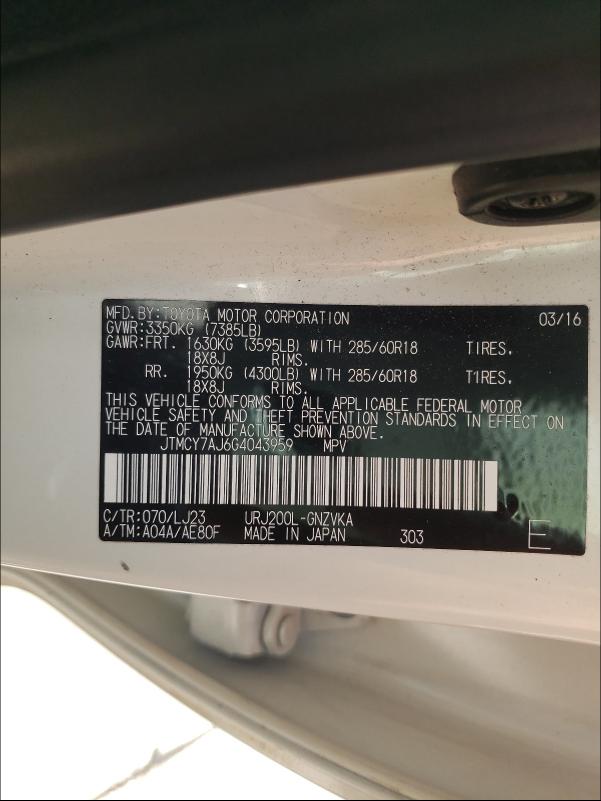 MFD.BY:TOYOTA MOTOR CORPORATION 03/16
GVWR:3350KG (7385LB)
GAWR:FRT. 1630KG (3595LB) WITH 285/60R18 TIRES.
18X8J RIMS.
RR. 1950KG (4300LB) WITH 285/60R18 TIRES.
18X8J RIMS.
THIS VEHICLE CONFORMS TO ALL APPLICABLE FEDERAL MOTOR
VEHICLE SAFETY AND THEFT PREVENTION STANDARDS IN EFFECT ON
THE DATE OF MANUFACTURE SHOWN ABOVE.
JTMCY7AJ6G4043959 MPV
C/TR:070/LJ23 URJ200L-GNZVKA
A/TM:A04A/AE80F MADE IN JAPAN 303 E